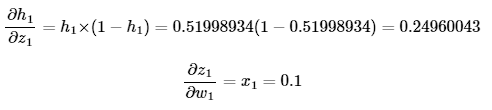 ∂h₁/∂z₁ = h₁×(1 − h₁) = 0.51998934(1 − 0.51998934) = 0.24960043
∂z₁/∂w₁ = x₁ = 0.1